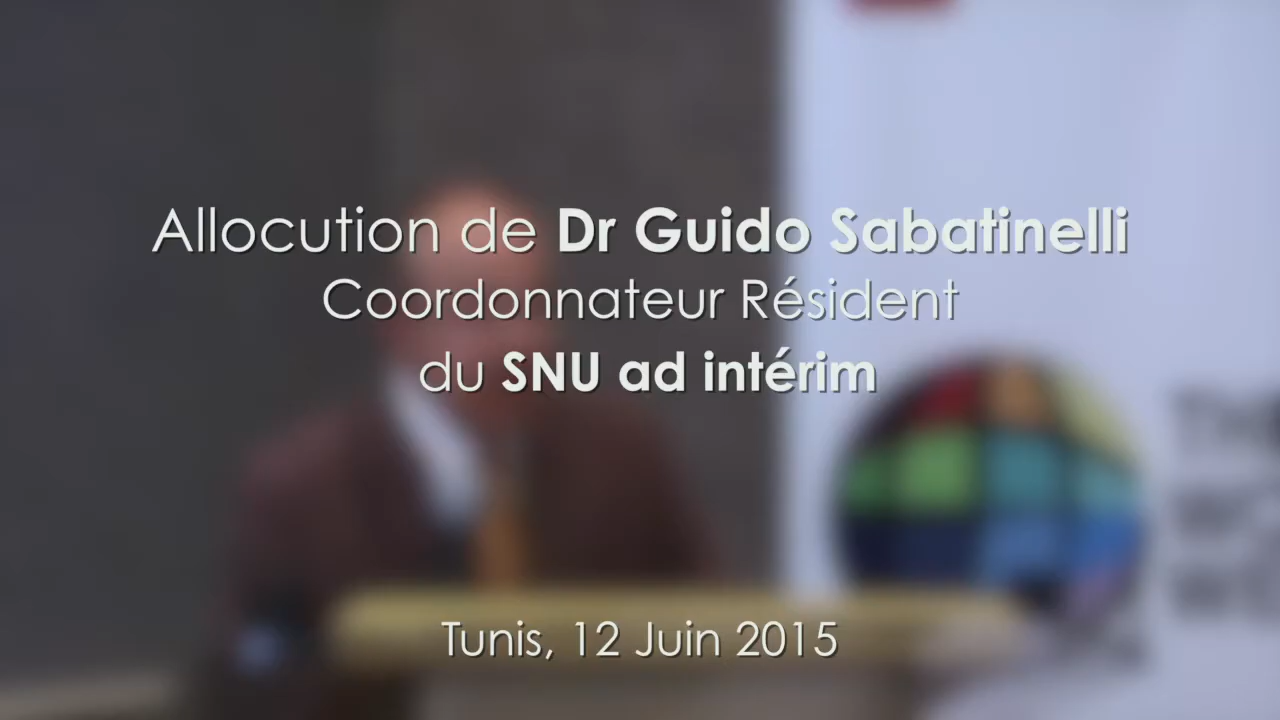 Allocution de Dr Guido Sabatinelli
Coordonnateur Résident
du SNU ad intérim
Tunis, 12 Juin 2015